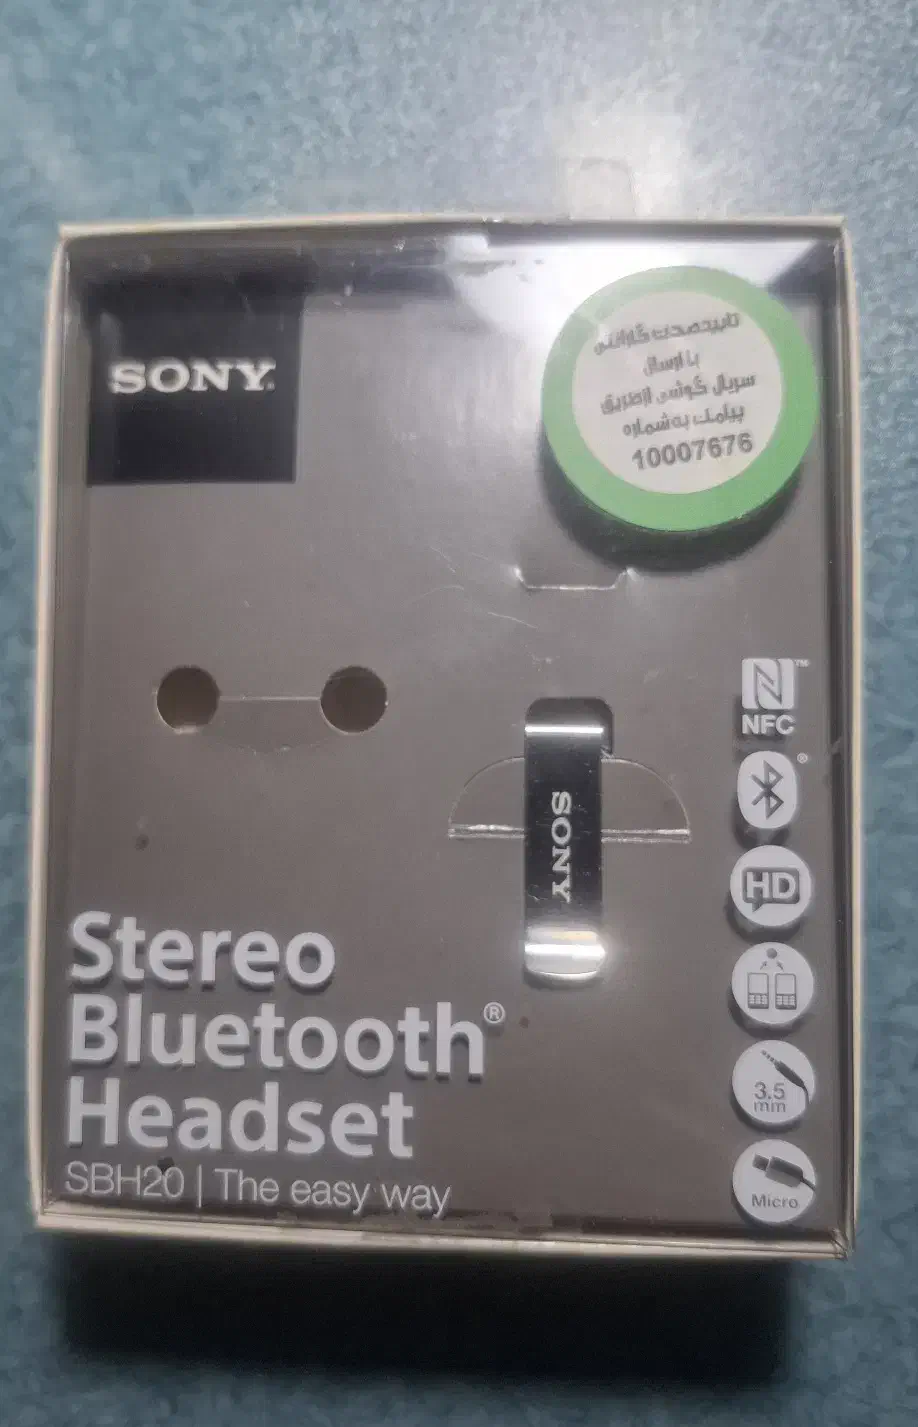 SONY
تاییدصحت گارانتی
با ارسال
سریال گوشی ازطریق
پیامک به شماره
10007676
NFC
HD
SONY
3.5
mm
Micro
Stereo
Bluetooth®
Headset
SBH20 | The easy way